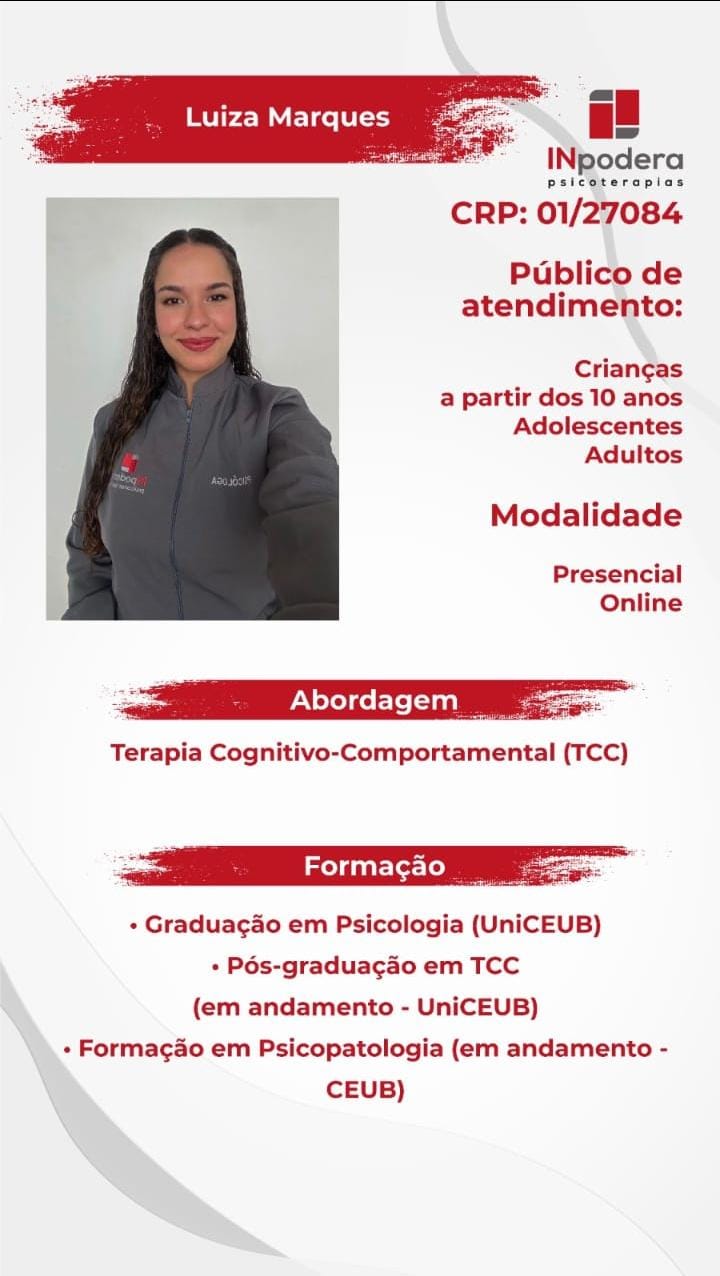 Luiza Marques
INpodera
psicoterapias
CRP: 01/27084
Público de
atendimento:
Crianças
a partir dos 10 anos
Adolescentes
Adultos
Modalidade
Presencial
Online
INpodera
PSICÓLOGA
Abordagem
Terapia Cognitivo-Comportamental (TCC)
Formação
• Graduação em Psicologia (UniCEUB)
• Pós-graduação em TCC
(em andamento - UniCEUB)
• Formação em Psicopatologia (em andamento -
CEUB)